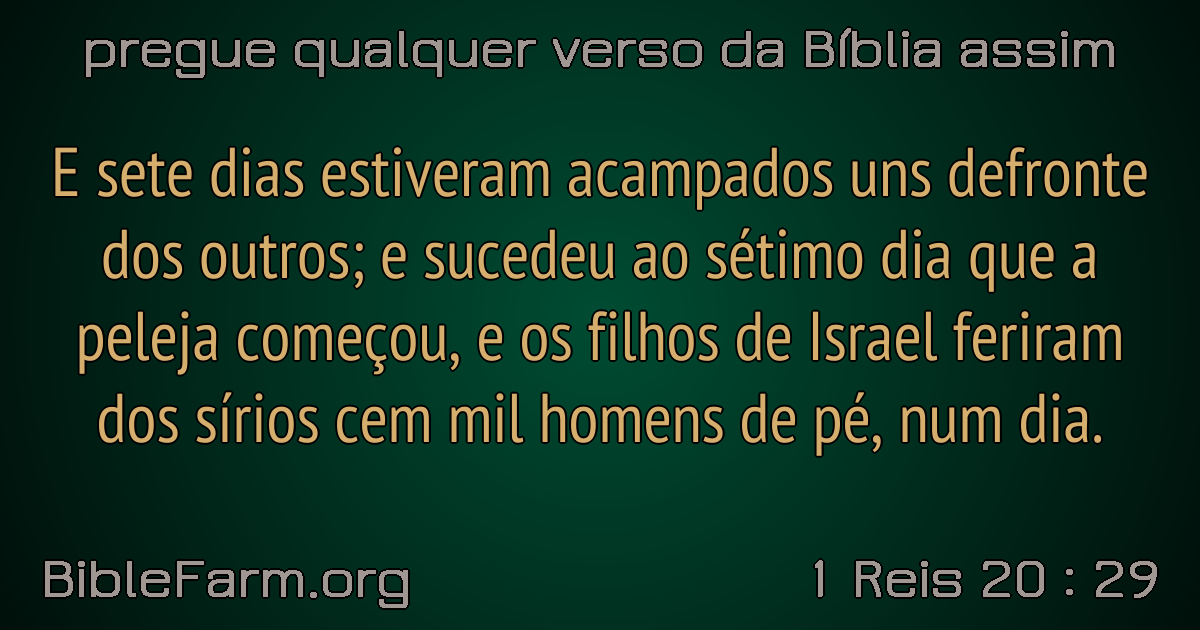 pregue qualquer verso da Bíblia assim
E sete dias estiveram acampados uns defronte
dos outros; e sucedeu ao sétimo dia que a
peleja começou, e os filhos de Israel feriram
dos sírios cem mil homens de pé, num dia.
BibleFarm.org
1 Reis 20 : 29